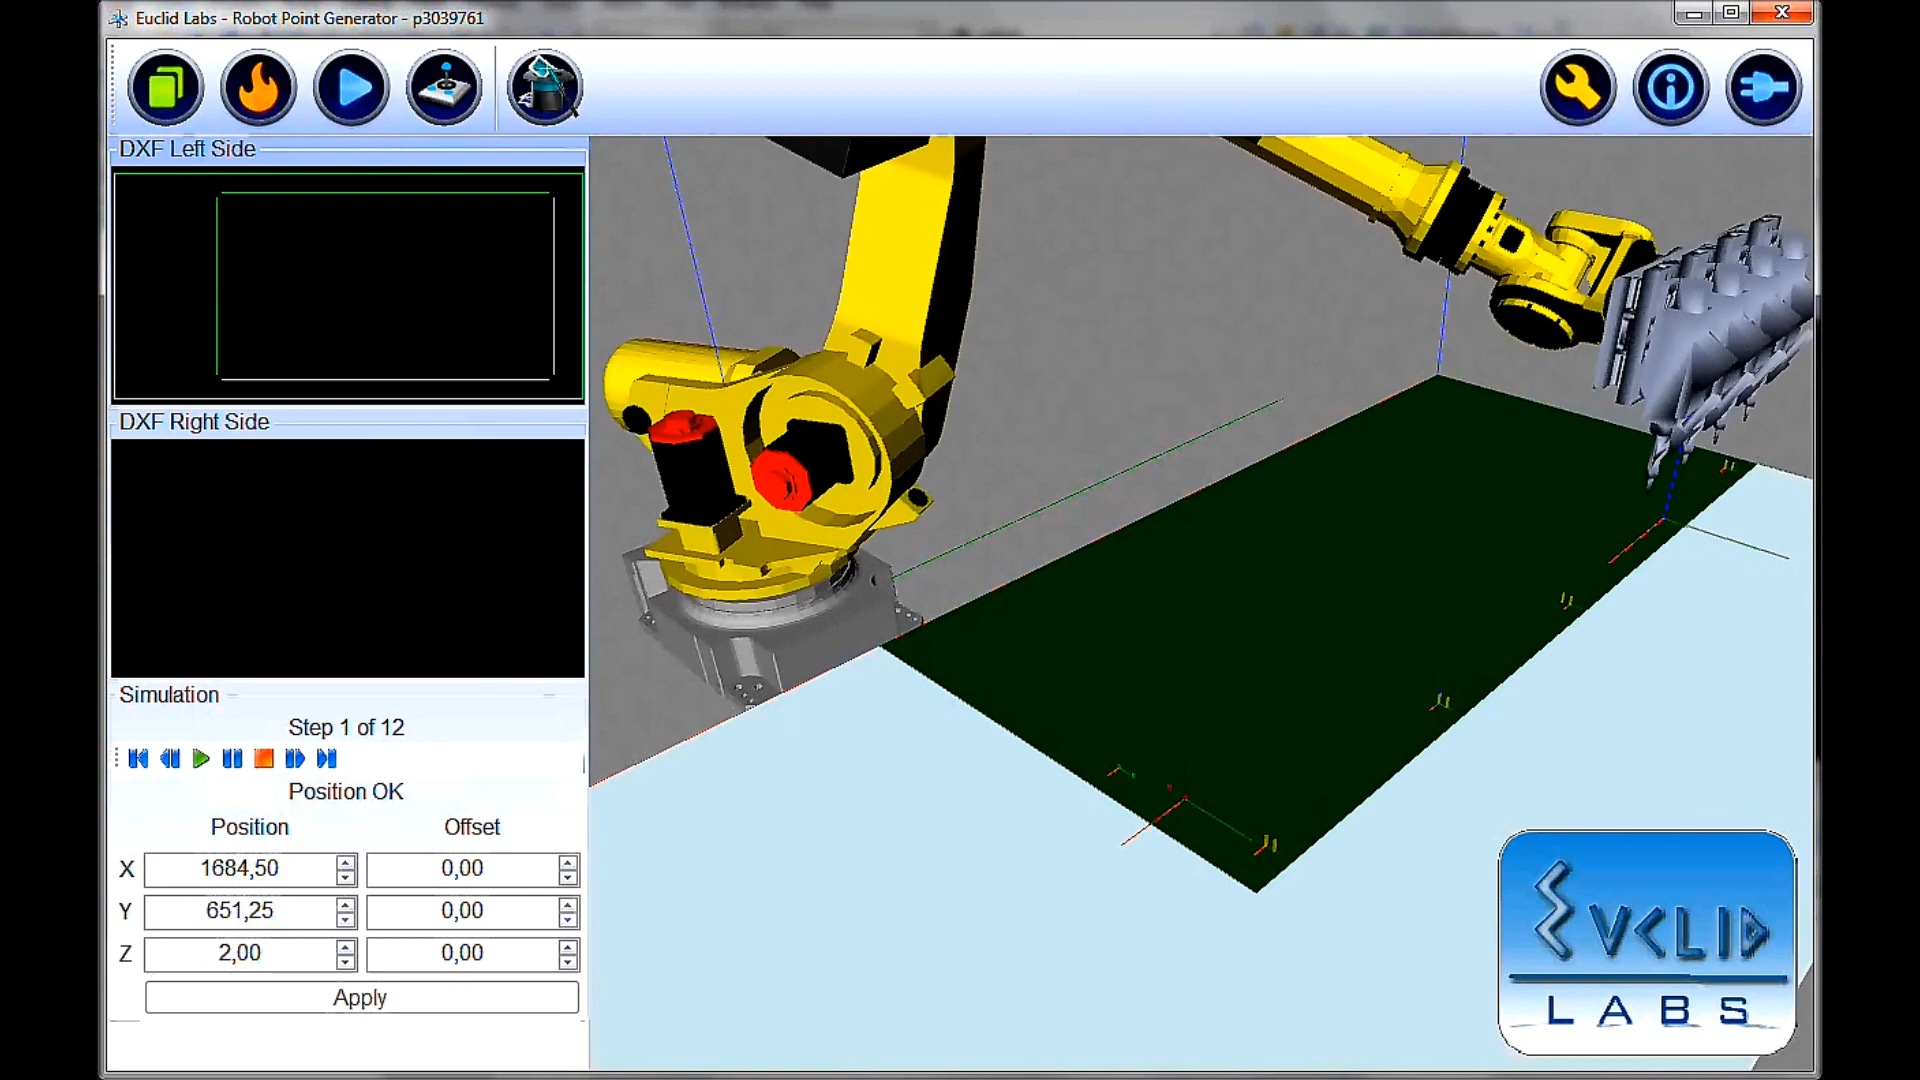 Euclid Labs - Robot Point Generator - p3039761
DXF Left Side
DXF Right Side
Simulation
Step 1 of 12
Position OK
Position Offset
X 1684,50 0,00
Y 651,25 0,00
Z 2,00 0,00
Apply
EUCLID
LABS